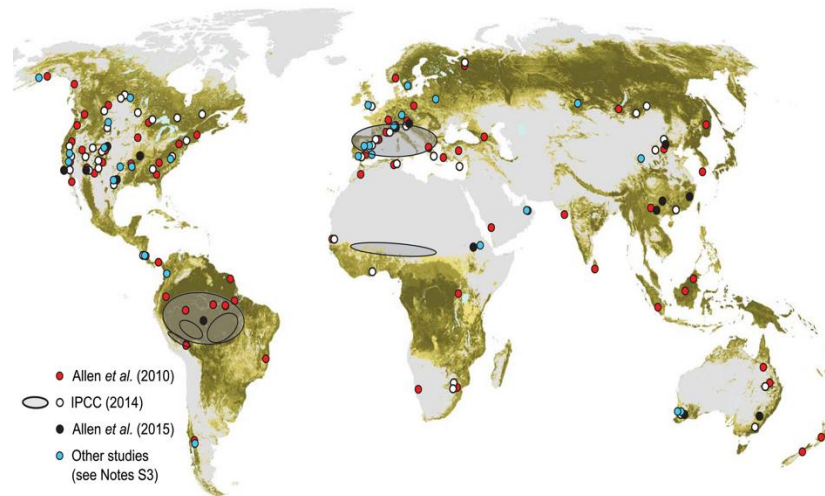 Allen et al. (2010)
IPCC (2014)
Allen et al. (2015)
Other studies
(see Notes S3)